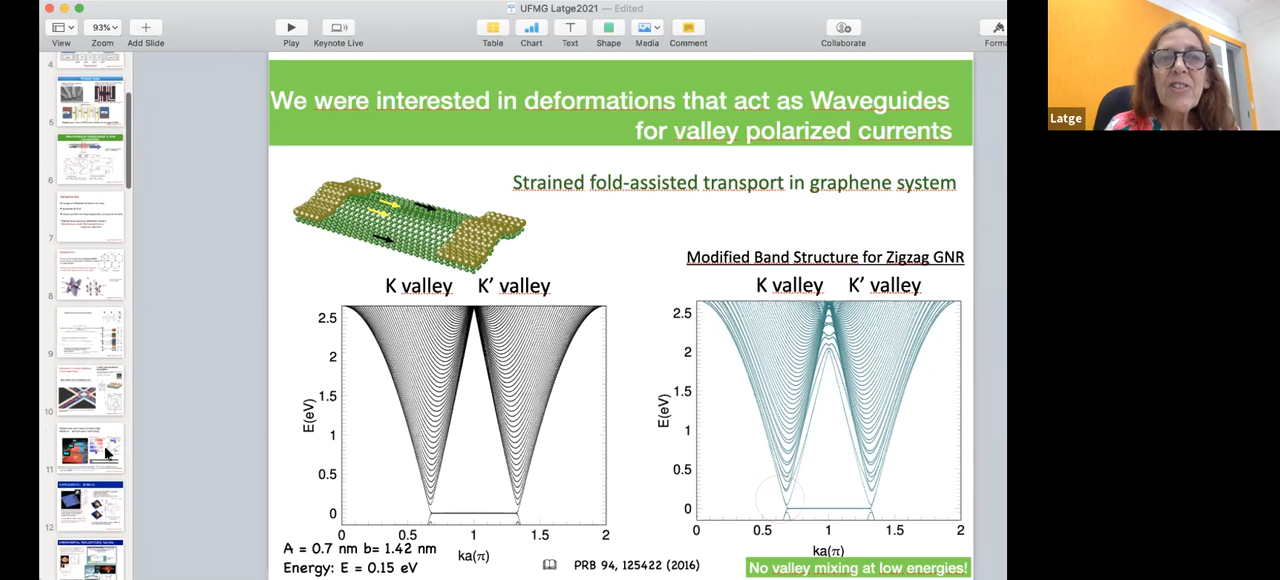 UFMG Latge2021 — Edited
93%
View
Zoom
Add Slide
Play
Keynote Live
Table
Chart
Text
Shape
Media
Comment
Collaborate
Forma
4
5
6
7
8
9
10
11
12
We were interested in deformations that act as Waveguides
for valley polarized currents
Strained fold-assisted transport in graphene system
Modified Band Structure for Zigzag GNR
K valley K’ valley
K valley K’ valley
E(eV)
2.5
2
1.5
1
0.5
0
0 0.5 1 1.5 2
ka(π)
E(eV)
2.5
2
1.5
1
0.5
0
0 0.5 1 1.5 2
ka(π)
A = 0.7 nm b= 1.42 nm
Energy: E = 0.15 eV
PRB 94, 125422 (2016)
No valley mixing at low energies!
Latge